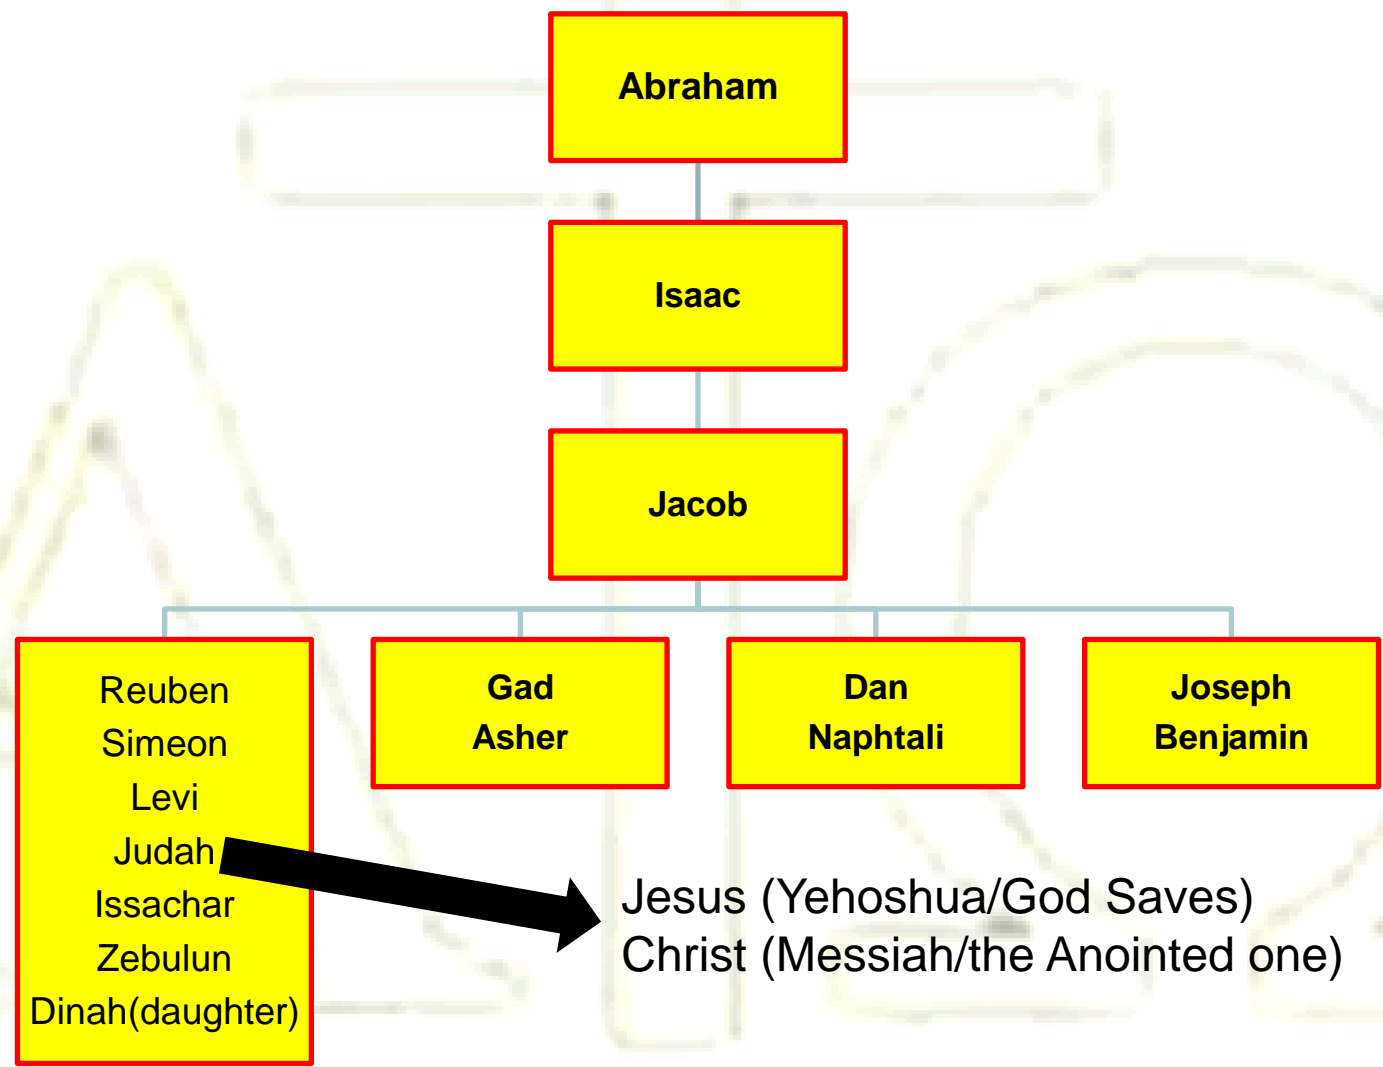 Abraham
Isaac
Jacob
Reuben
Simeon
Levi
Judah
Issachar
Zebulun
Dinah(daughter)
Gad
Asher
Dan
Naphtali
Joseph
Benjamin
Jesus (Yehoshua/God Saves)
Christ (Messiah/the Anointed one)